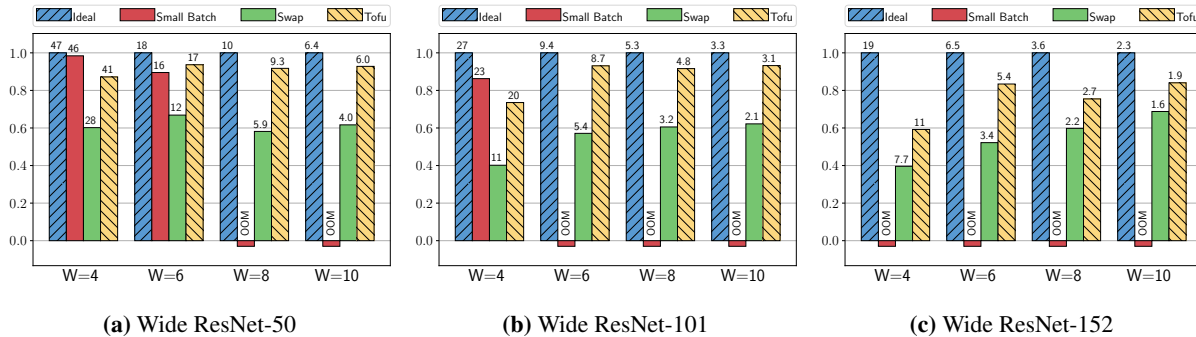 Ideal Small Batch Swap Tofu
47 46 28 41 18 16 12 17 10 OOM 5.9 9.3 6.4 OOM 4.0 6.0
1.0
0.8
0.6
0.4
0.2
0.0
W=4 W=6 W=8 W=10
(a) Wide ResNet-50
Ideal Small Batch Swap Tofu
27 23 11 20 9.4 OOM 5.4 8.7 5.3 OOM 3.2 4.8 3.3 OOM 2.1 3.1
1.0
0.8
0.6
0.4
0.2
0.0
W=4 W=6 W=8 W=10
(b) Wide ResNet-101
Ideal Small Batch Swap Tofu
19 OOM 7.7 11 6.5 OOM 3.4 5.4 3.6 OOM 2.2 2.7 2.3 OOM 1.6 1.9
1.0
0.8
0.6
0.4
0.2
0.0
W=4 W=6 W=8 W=10
(c) Wide ResNet-152